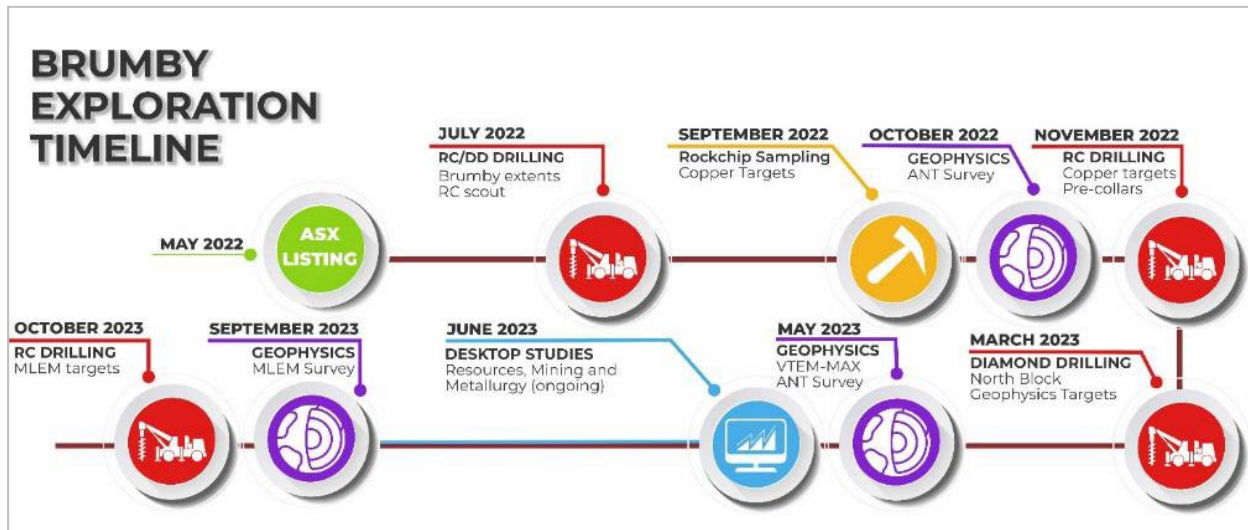 BRUMBY
EXPLORATION
TIMELINE
MAY 2022
ASX
LISTING
JULY 2022
RC/DD DRILLING
Brumby extents
RC scout
SEPTEMBER 2022
Rockchip Sampling
Copper Targets
OCTOBER 2022
GEOPHYSICS
ANT Survey
NOVEMBER 2022
RC DRILLING
Copper targets
Pre-collars
OCTOBER 2023
RC DRILLING
MLEM targets
SEPTEMBER 2023
GEOPHYSICS
MLEM Survey
JUNE 2023
DESKTOP STUDIES
Resources, Mining and
Metallurgy (ongoing}
MAY 2023
GEOPHYSICS
VTEM-MAX
ANT Survey
MARCH 2023
DIAMOND DRILLING
North Block
Geophysics Targets